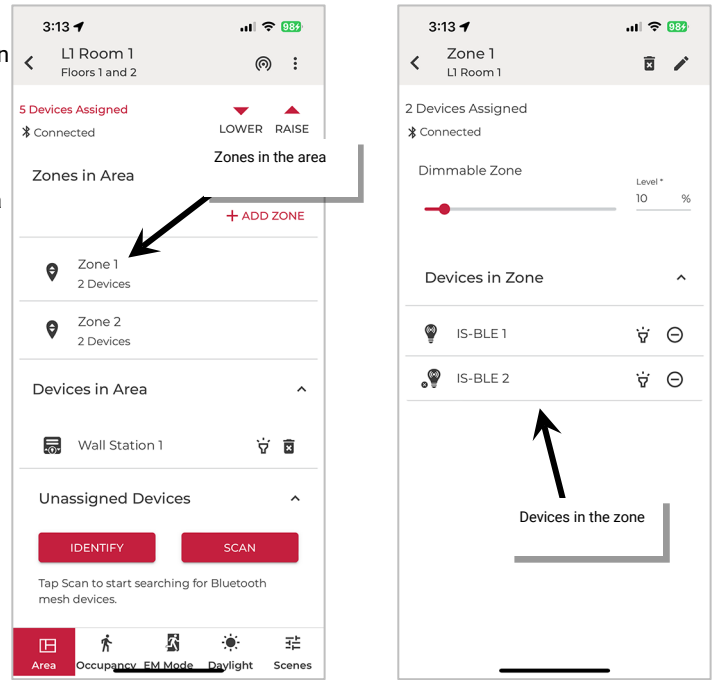 3:13
98
n
L1 Room 1
Floors 1 and 2
5 Devices Assigned
Connected
LOWER RAISE
Zones in the area
Zones in Area
+ ADD ZONE
Zone 1
2 Devices
Zone 2
2 Devices
Devices in Area
Wall Station 1
Unassigned Devices
IDENTIFY SCAN
Tap Scan to start searching for Bluetooth
mesh devices.
Area Occupancy EM Mode Daylight Scenes
3:13
98
Zone 1
L1 Room 1
2 Devices Assigned
Connected
Dimmable Zone
Level *
10 %
Devices in Zone
IS-BLE 1
IS-BLE 2
Devices in the zone